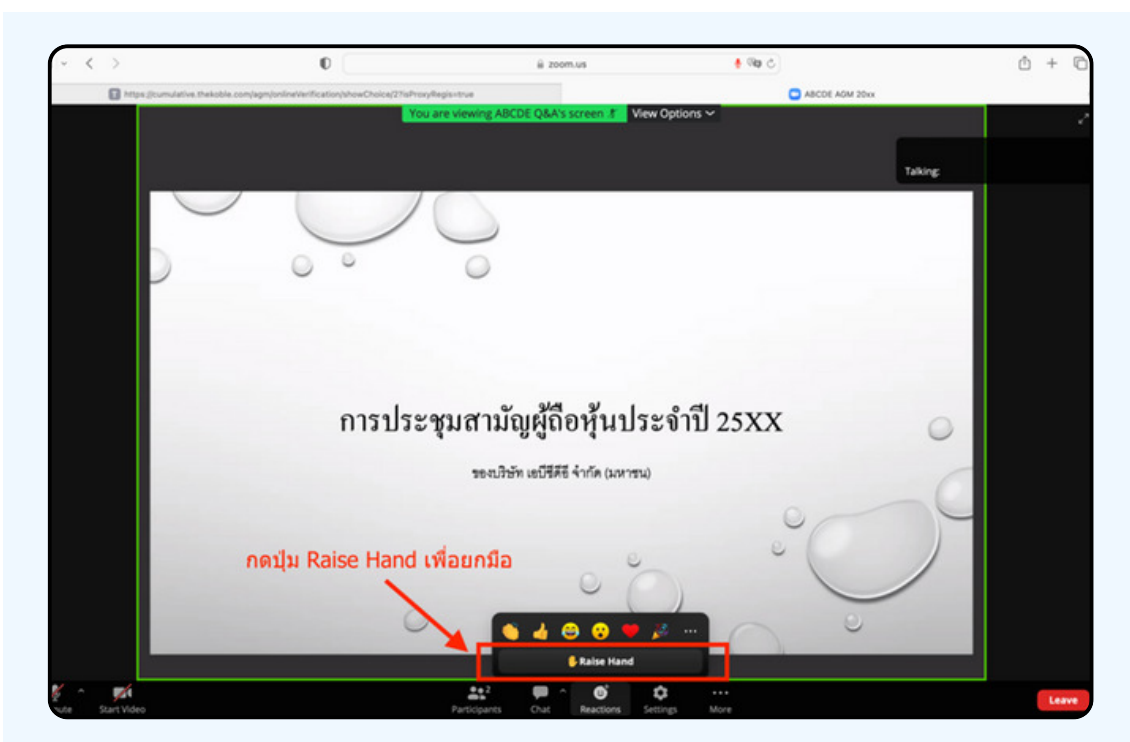 zoom.us
https://cumulative.thekoble.com/agm/onlineVerification/showChoice/2?isProxyRegis=true
ABCDE AGM 20xx
You are viewing ABCDE Q&A's screen
View Options
Talking:
การประชุมสามัญผู้ถือหุ้นประจำปี 25XX
ของบริษัท เอบีซีดีอี จำกัด (มหาชน)
กดปุ่ม Raise Hand เพื่อยกมือ
Raise Hand
2
Start Video
Participants
Chat
Reactions
Settings
More
Leave